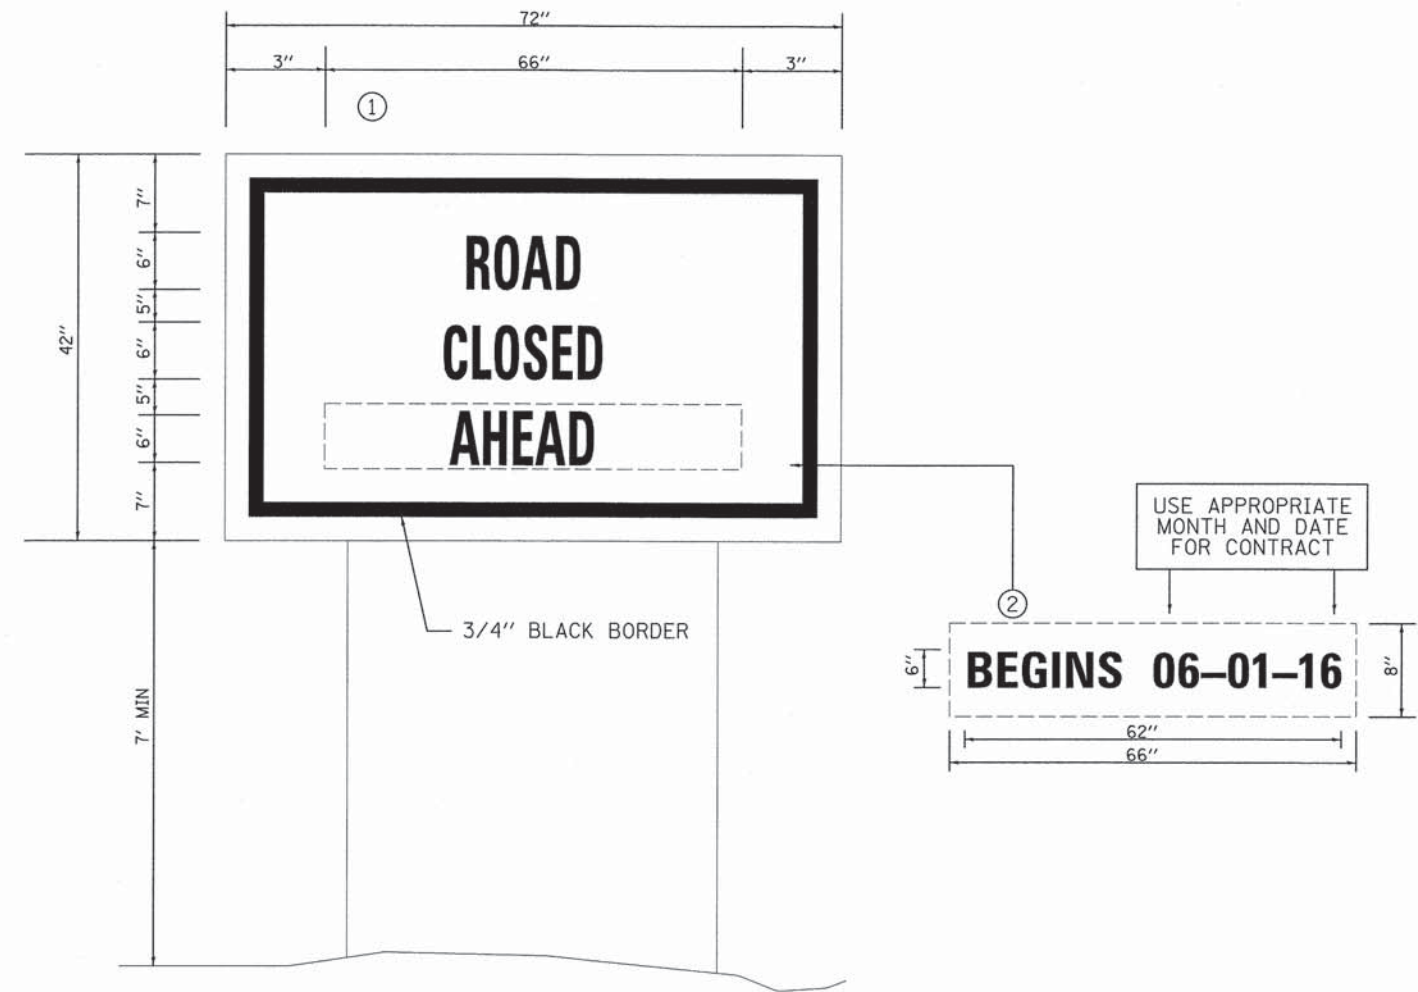 72"
3" 66" 3"
1
7"
6"
5"
6"
5"
6"
7"
42"
ROAD
CLOSED
AHEAD
3/4" BLACK BORDER
7' MIN
USE APPROPRIATE
MONTH AND DATE
FOR CONTRACT
2
6"
BEGINS 06–01–16
8"
62"
66"